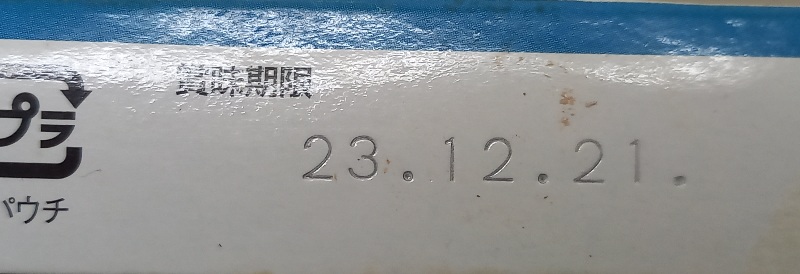 賞味期限
プラ
23.12.21.
パウチ